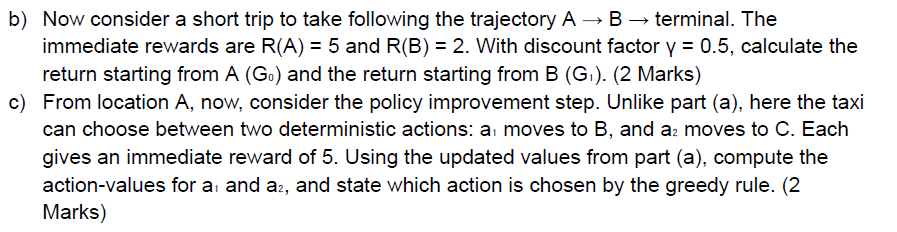 b) Now consider a short trip to take following the trajectory A → B → terminal. The
immediate rewards are R(A) = 5 and R(B) = 2. With discount factor γ = 0.5, calculate the
return starting from A (G₀) and the return starting from B (G₁). (2 Marks)
c) From location A, now, consider the policy improvement step. Unlike part (a), here the taxi
can choose between two deterministic actions: a₁ moves to B, and a₂ moves to C. Each
gives an immediate reward of 5. Using the updated values from part (a), compute the
action-values for a₁ and a₂, and state which action is chosen by the greedy rule. (2
Marks)